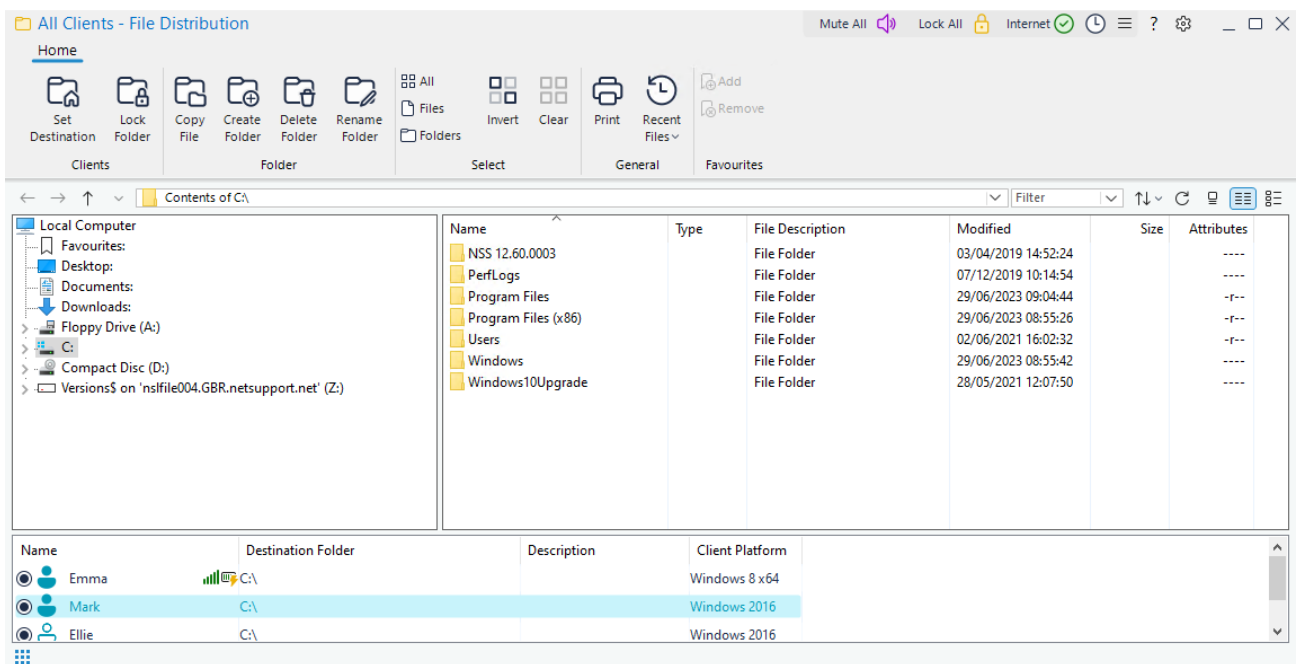 All Clients - File Distribution
Mute All Lock All Internet ?
Home
Set Destination
Lock Folder
Copy File
Create Folder
Delete Folder
Rename Folder
All
Files
Folders
Invert
Clear
Print
Recent Files
Add
Remove
Clients Folder Select General Favourites
Contents of C:\ Filter
Local Computer
Favourites:
Desktop:
Documents:
Downloads:
Floppy Drive (A:)
C:
Compact Disc (D:)
Versions$ on 'nslfile004.GBR.netsupport.net' (Z:)
Name Type File Description Modified Size Attributes
NSS 12.60.0003 File Folder 03/04/2019 14:52:24 ----
PerfLogs File Folder 07/12/2019 10:14:54 ----
Program Files File Folder 29/06/2023 09:04:44 -r--
Program Files (x86) File Folder 29/06/2023 08:55:26 -r--
Users File Folder 02/06/2021 16:02:32 -r--
Windows File Folder 29/06/2023 08:55:42 ----
Windows10Upgrade File Folder 28/05/2021 12:07:50 ----
Name Destination Folder Description Client Platform
Emma C:\ Windows 8 x64
Mark C:\ Windows 2016
Ellie C:\ Windows 2016